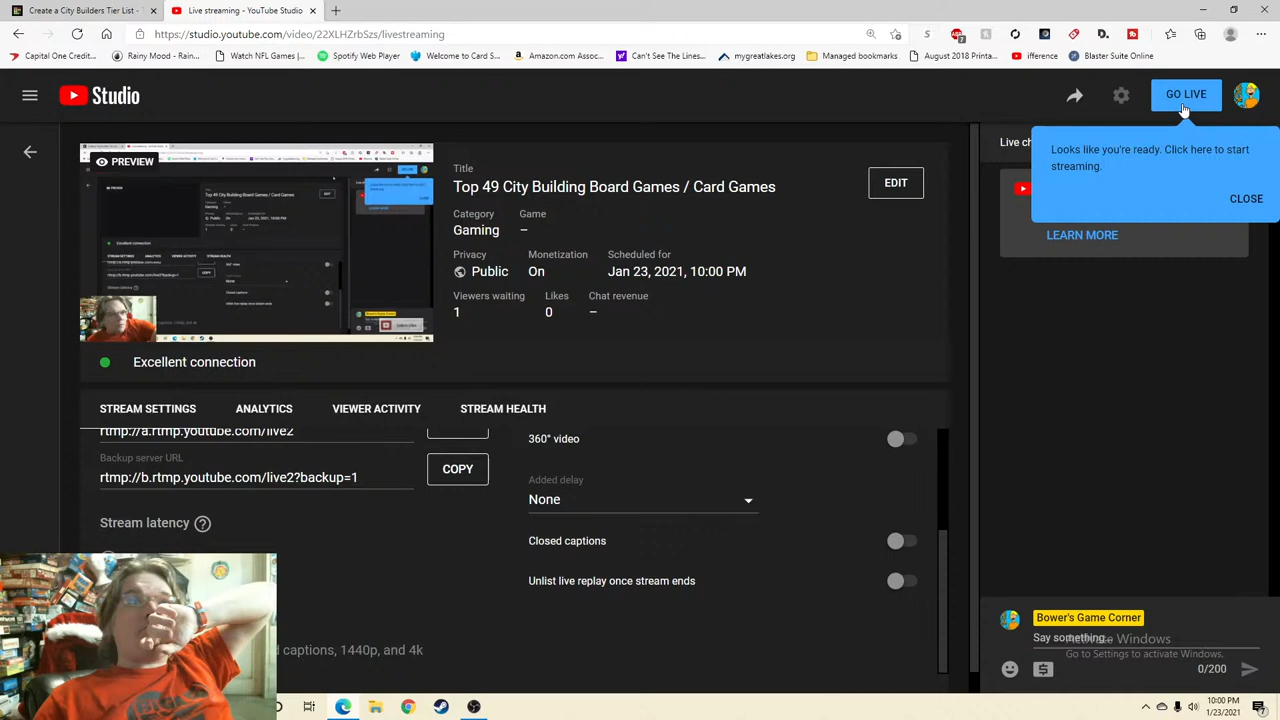 Create a City Builders Tier List - T
Live streaming - YouTube Studio
https://studio.youtube.com/video/22XLHZrbSzs/livestreaming
Capital One Credit...
Rainy Mood - Rain...
Watch NFL Games |...
Spotify Web Player
Welcome to Card S...
Amazon.com Assoc...
Can't See the Lines...
mygreatlakes.org
Managed bookmarks
August 2018 Printa...
ifference
Blaster Suite Online
Studio
GO LIVE
Looks like you're ready. Click here to start
streaming.
CLOSE
Live ch
LEARN MORE
PREVIEW
Title
Top 49 City Building Board Games / Card Games
EDIT
Category
Game
Gaming
–
Privacy
Monetization
Scheduled for
Public
On
Jan 23, 2021, 10:00 PM
Viewers waiting
Likes
Chat revenue
1
0
–
Excellent connection
STREAM SETTINGS
ANALYTICS
VIEWER ACTIVITY
STREAM HEALTH
rtmp://a.rtmp.youtube.com/live2
Backup server URL
rtmp://b.rtmp.youtube.com/live2?backup=1
COPY
Stream latency
360° video
Added delay
None
Closed captions
Unlist live replay once stream ends
d captions, 1440p, and 4k
Bower's Game Corner
Say something...
Activate Windows
Go to Settings to activate Windows.
0/200
10:00 PM
1/23/2021